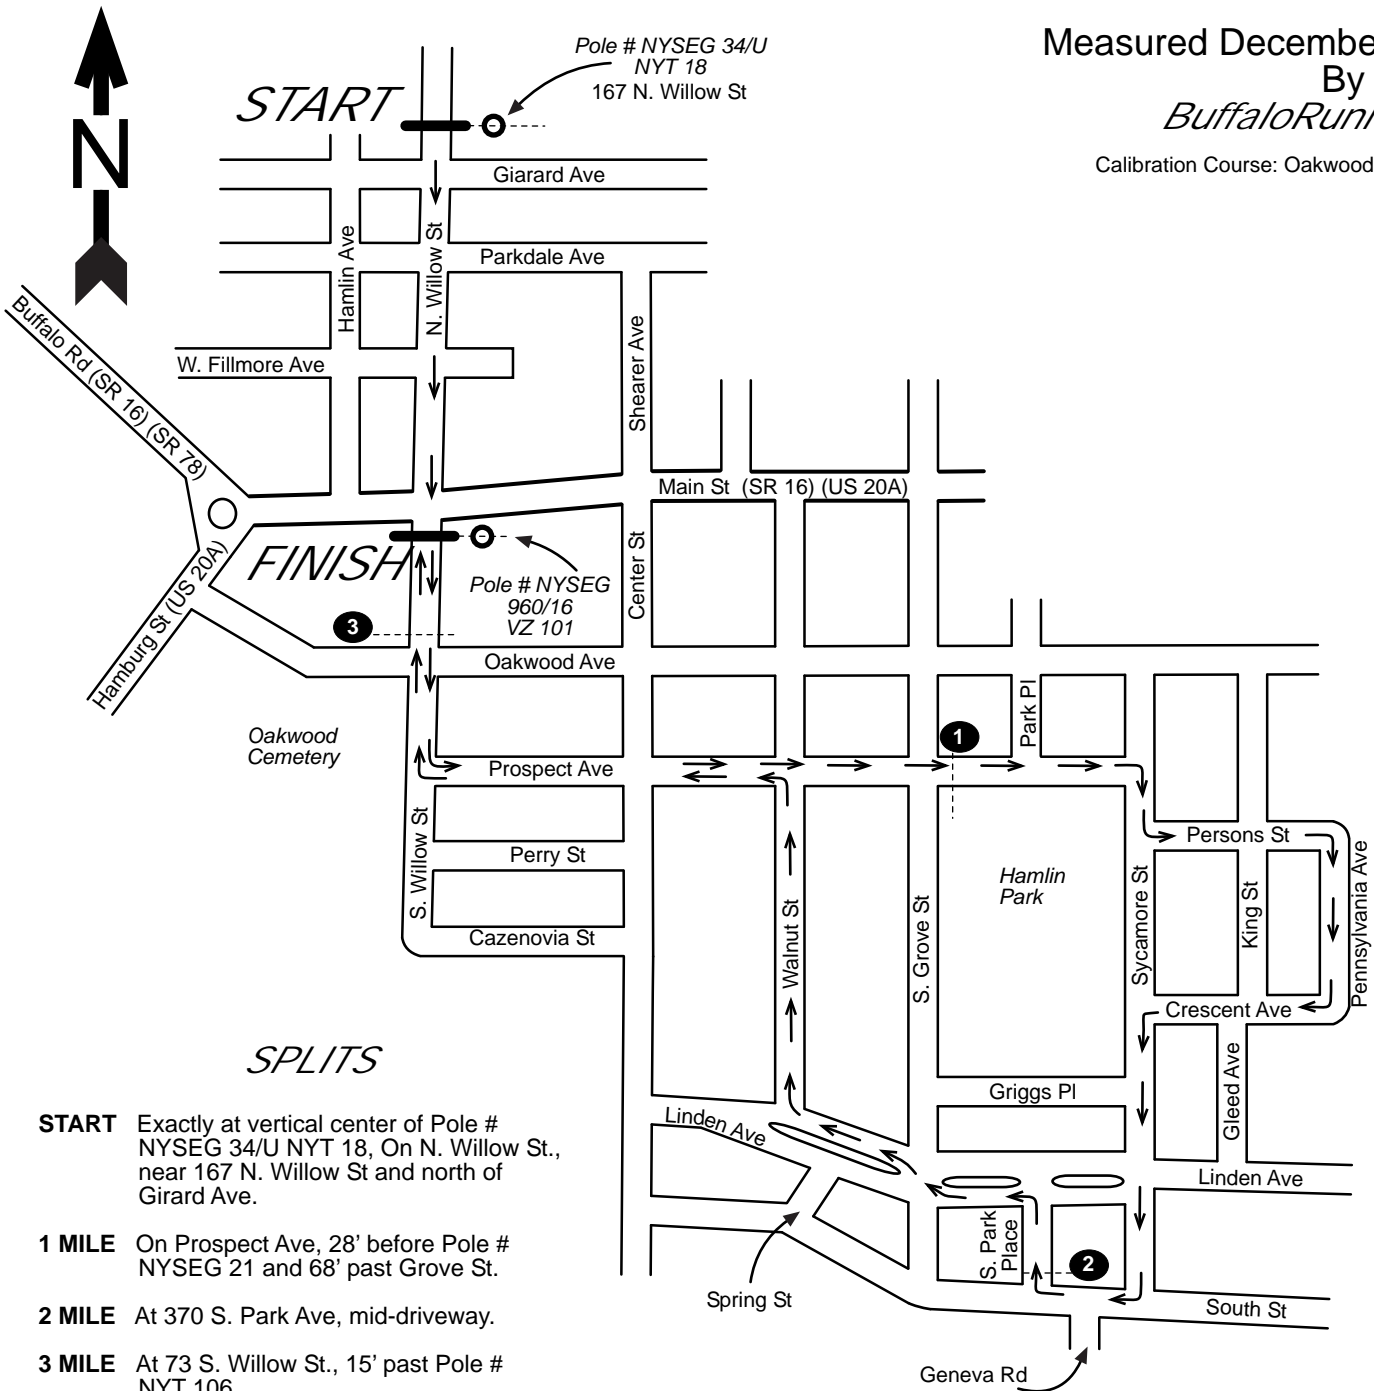 Measured Decembe
By
BuffaloRun
Calibration Course: Oakwood
Pole # NYSEG 34/U
NYT 18
167 N. Willow St
START
N
Giarard Ave
Parkdale Ave
Hamlin Ave
N. Willow St
W. Fillmore Ave
Shearer Ave
Buffalo Rd (SR 16) (SR 78)
Main St (SR 16) (US 20A)
FINISH
Pole # NYSEG
960/16
VZ 101
Center St
Hamburg St (US 20A)
3
Oakwood Ave
Oakwood
Cemetery
Park Pl
1
Prospect Ave
S. Willow St
Perry St
Cazenovia St
Walnut St
S. Grove St
Hamlin
Park
Sycamore St
Persons St
King St
Pennsylvania Ave
Crescent Ave
Gleed Ave
Griggs Pl
Linden Ave
Linden Ave
S. Park
Place
2
Spring St
South St
Geneva Rd
SPLITS
START Exactly at vertical center of Pole #
NYSEG 34/U NYT 18, On N. Willow St.,
near 167 N. Willow St and north of
Girard Ave.
1 MILE On Prospect Ave, 28’ before Pole #
NYSEG 21 and 68’ past Grove St.
2 MILE At 370 S. Park Ave, mid-driveway.
3 MILE At 73 S. Willow St., 15’ past Pole #
NYT 106